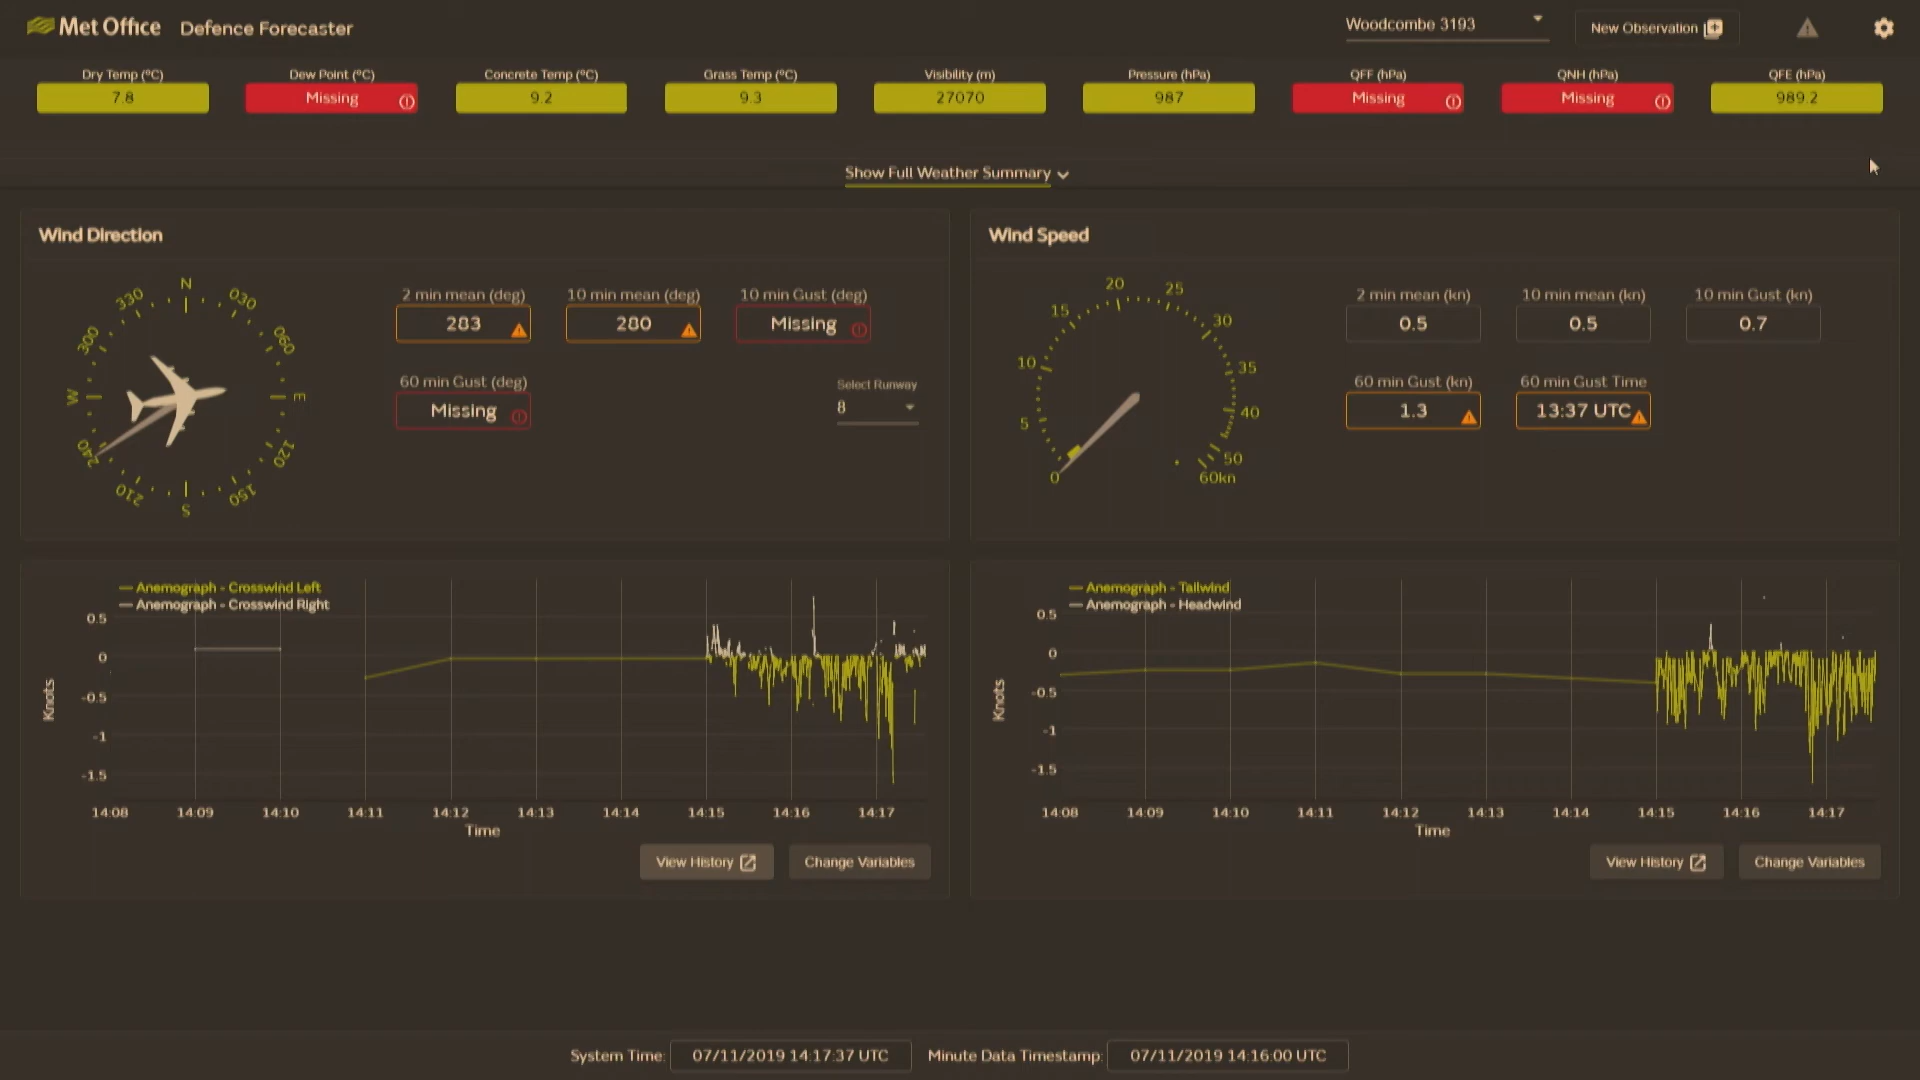 Met Office Defence Forecaster
Woodcombe 3193
New Observation
Dry Temp (ºC) Dew Point (ºC) Concrete Temp (ºC) Grass Temp (ºC) Visibility (m) Pressure (hPa) QFF (hPa) QNH (hPa) QFE (hPa)
7.8 Missing 9.2 9.3 27070 987 Missing Missing 989.2
Show Full Weather Summary
Wind Direction
N
030
060
E
120
150
S
210
240
W
300
330
2 min mean (deg) 10 min mean (deg) 10 min Gust (deg)
283 280 Missing
60 min Gust (deg)
Missing
Select Runway
8
Wind Speed
0
5
10
15
20
25
30
35
40
50
60kn
2 min mean (kn) 10 min mean (kn) 10 min Gust (kn)
0.5 0.5 0.7
60 min Gust (kn) 60 min Gust Time
1.3 13:37 UTC
Anemograph - Crosswind Left
Anemograph - Crosswind Right
0.5
0
-0.5
-1
-1.5
Knots
14:08 14:09 14:10 14:11 14:12 14:13 14:14 14:15 14:16 14:17
Time
View History Change Variables
Anemograph - Tailwind
Anemograph - Headwind
0.5
0
-0.5
-1
-1.5
Knots
14:08 14:09 14:10 14:11 14:12 14:13 14:14 14:15 14:16 14:17
Time
View History Change Variables
System Time: 07/11/2019 14:17:37 UTC Minute Data Timestamp: 07/11/2019 14:16:00 UTC